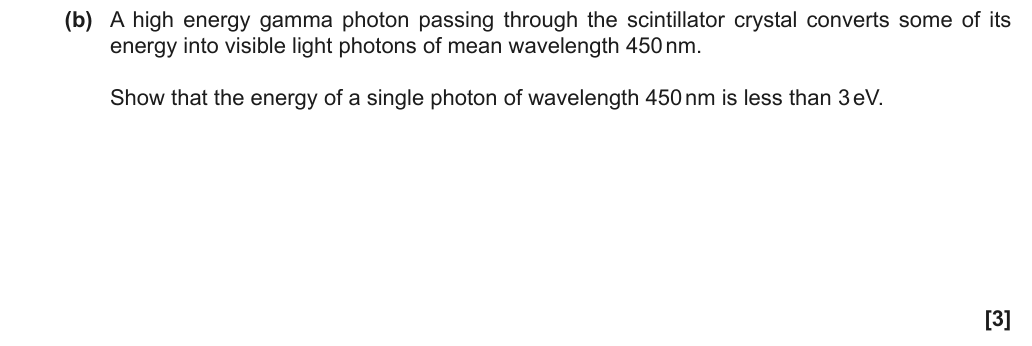 (b) A high energy gamma photon passing through the scintillator crystal converts some of its
energy into visible light photons of mean wavelength 450 nm.
Show that the energy of a single photon of wavelength 450 nm is less than 3 eV.
[3]